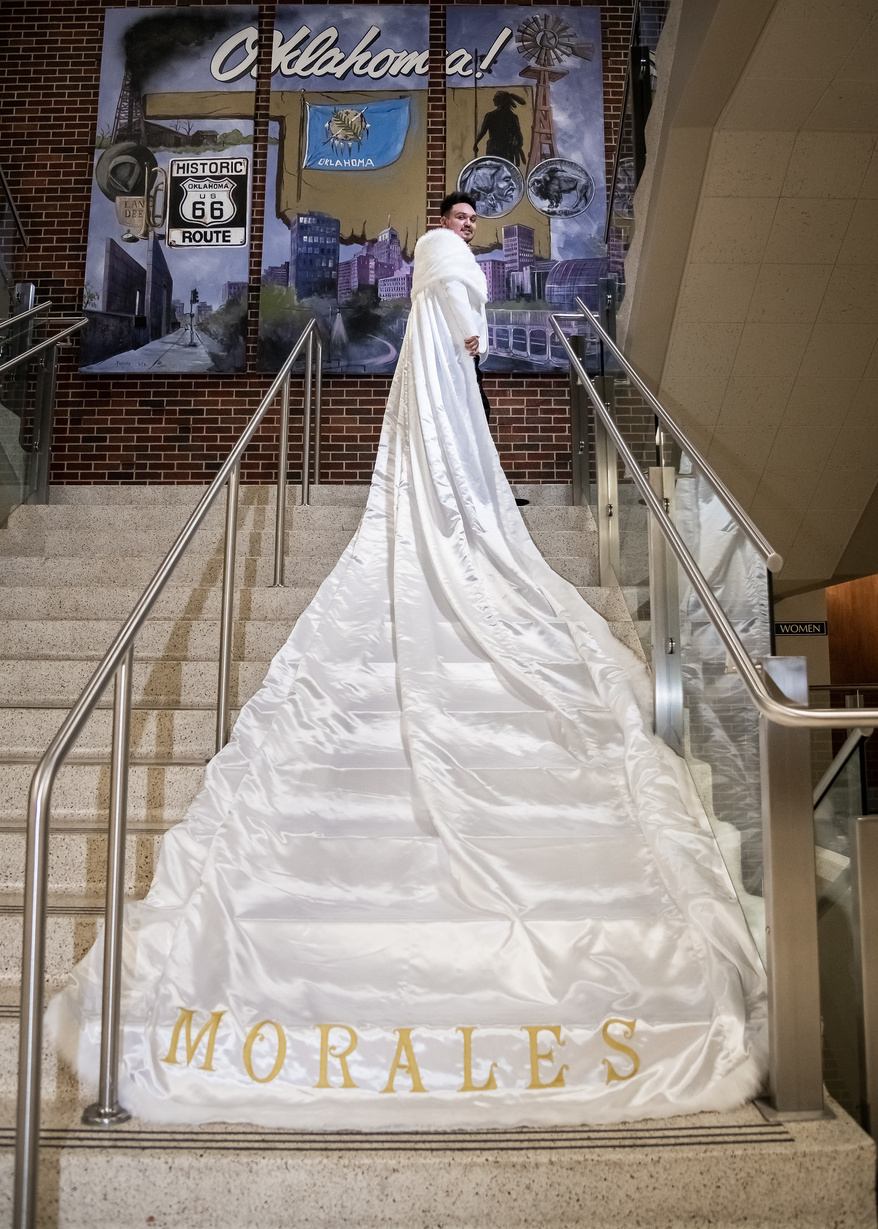 Oklahoma!
OKLAHOMA
HISTORIC
OKLAHOMA
US
66
ROUTE
WOMEN
MORALES